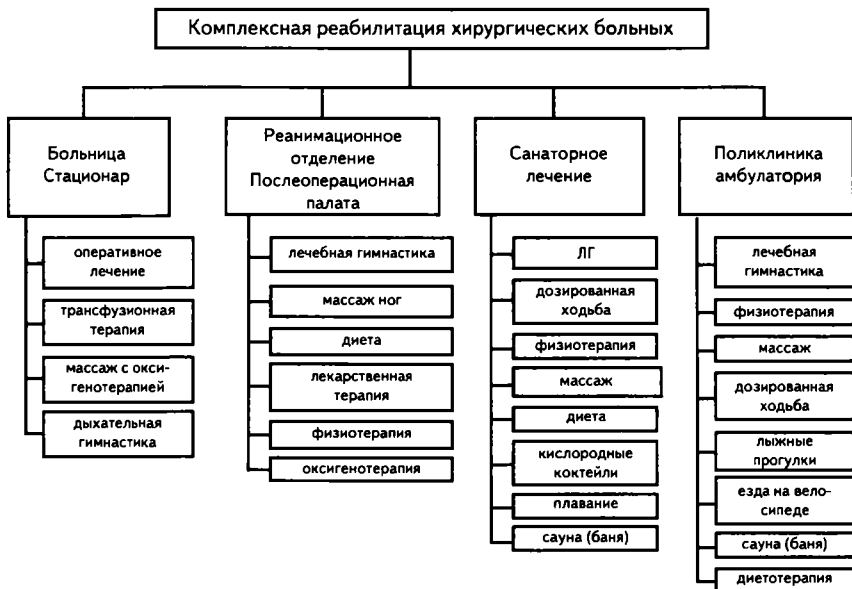 Комплексная реабилитация хирургических больных
Больница
Стационар
оперативное
лечение
трансфузионная
терапия
массаж с окси-
генотерапией
дыхательная
гимнастика
Реанимационное
отделение
Послеоперационная
палата
лечебная гимнастика
массаж ног
диета
лекарственная
терапия
физиотерапия
оксигенотерапия
Санаторное
лечение
ЛГ
дозированная
ходьба
физиотерапия
массаж
диета
кислородные
коктейли
плавание
сауна (баня)
Поликлиника
амбулатория
лечебная
гимнастика
физиотерапия
массаж
дозированная
ходьба
лыжные
прогулки
езда на вело-
сипеде
сауна (баня)
диетотерапия